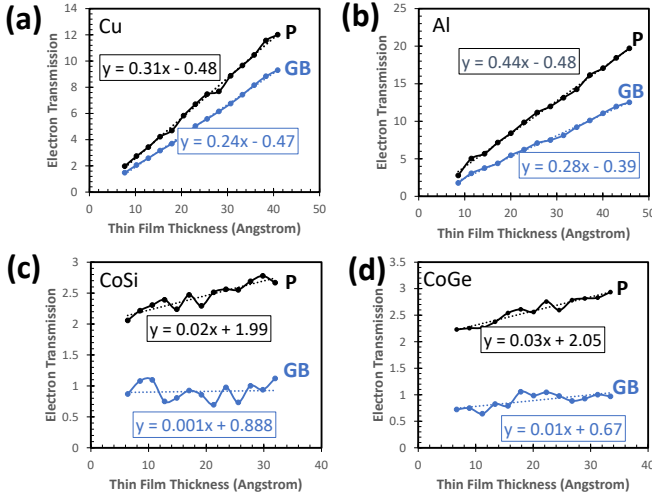 (a)
Cu
P
GB
y = 0.31x - 0.48
y = 0.24x - 0.47
Electron Transmission
14
12
10
8
6
4
2
0
0 10 20 30 40 50
Thin Film Thickness (Angstrom)
(b)
Al
P
GB
y = 0.44x - 0.48
y = 0.28x - 0.39
Electron Transmission
25
20
15
10
5
0
0 10 20 30 40 50
Thin Film Thickness (Angstrom)
(c)
CoSi
P
GB
y = 0.02x + 1.99
y = 0.001x + 0.888
Electron Transmission
3
2.5
2
1.5
1
0.5
0
0 10 20 30 40
Thin Film Thickness (Angstrom)
(d)
CoGe
P
GB
y = 0.03x + 2.05
y = 0.01x + 0.67
Electron Transmission
3.5
3
2.5
2
1.5
1
0.5
0
0 10 20 30 40
Thin Film Thickness (Angstrom)